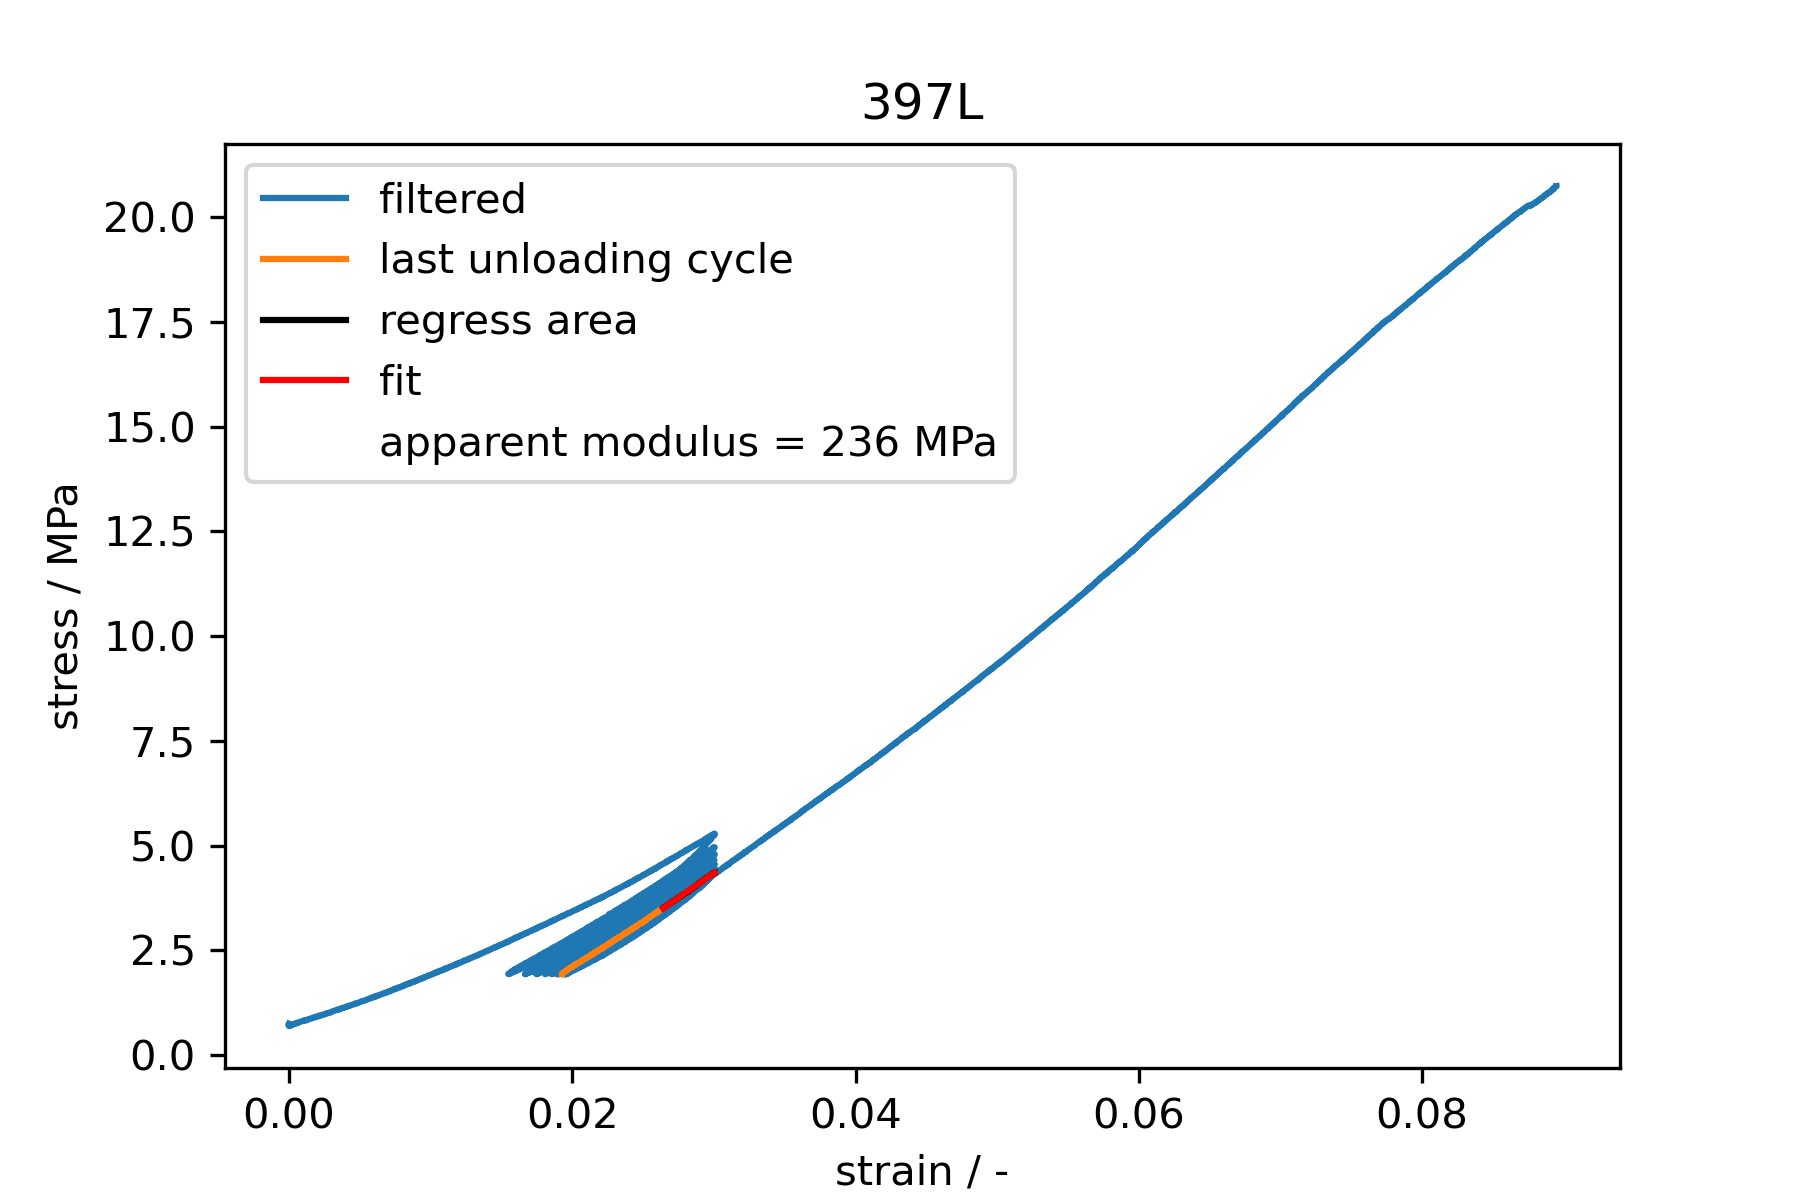 397L
filtered
last unloading cycle
regress area
fit
apparent modulus = 236 MPa
20.0
17.5
15.0
12.5
10.0
7.5
5.0
2.5
0.0
stress / MPa
0.00 0.02 0.04 0.06 0.08
strain / -